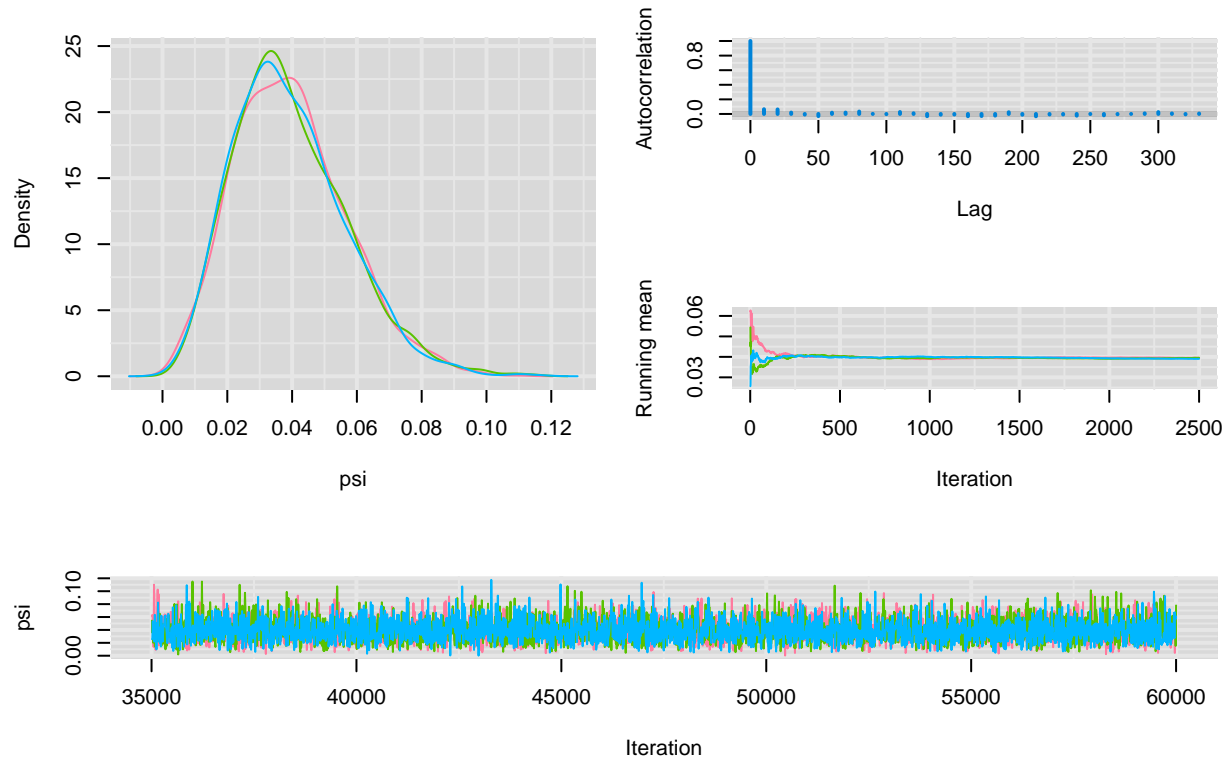 Density
25
20
15
10
5
0
0.00 0.02 0.04 0.06 0.08 0.10 0.12
psi
Autocorrelation
0.8
0.0
0 50 100 150 200 250 300
Lag
Running mean
0.06
0.03
0 500 1000 1500 2000 2500
Iteration
psi
0.10
0.00
35000 40000 45000 50000 55000 60000
Iteration